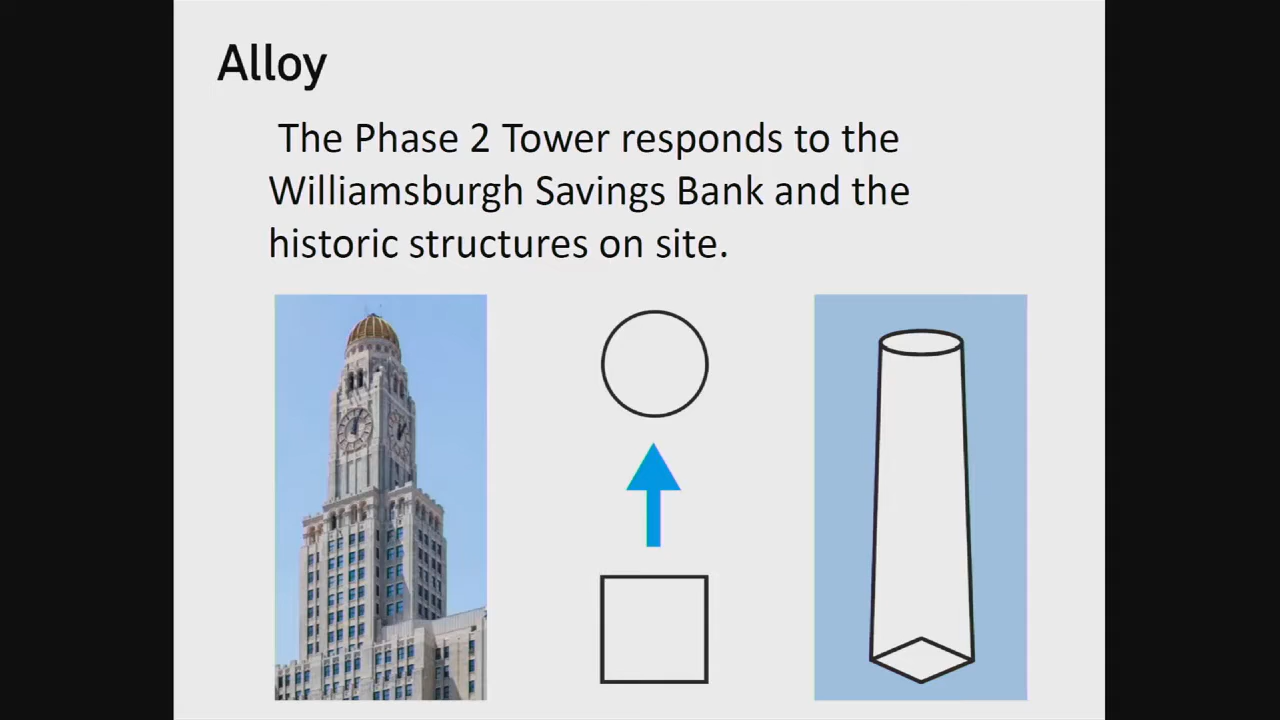 Alloy
The Phase 2 Tower responds to the
Williamsburgh Savings Bank and the
historic structures on site.